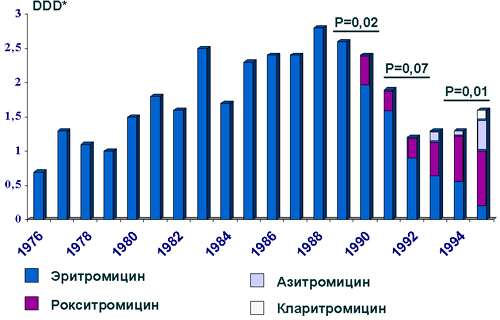 DDD*
3
2,5
2
1,5
1
0,5
0
P=0,02
P=0,07
P=0,01
1976
1978
1980
1982
1984
1986
1988
1990
1992
1994
Эритромицин
Рокситромицин
Азитромицин
Кларитромицин